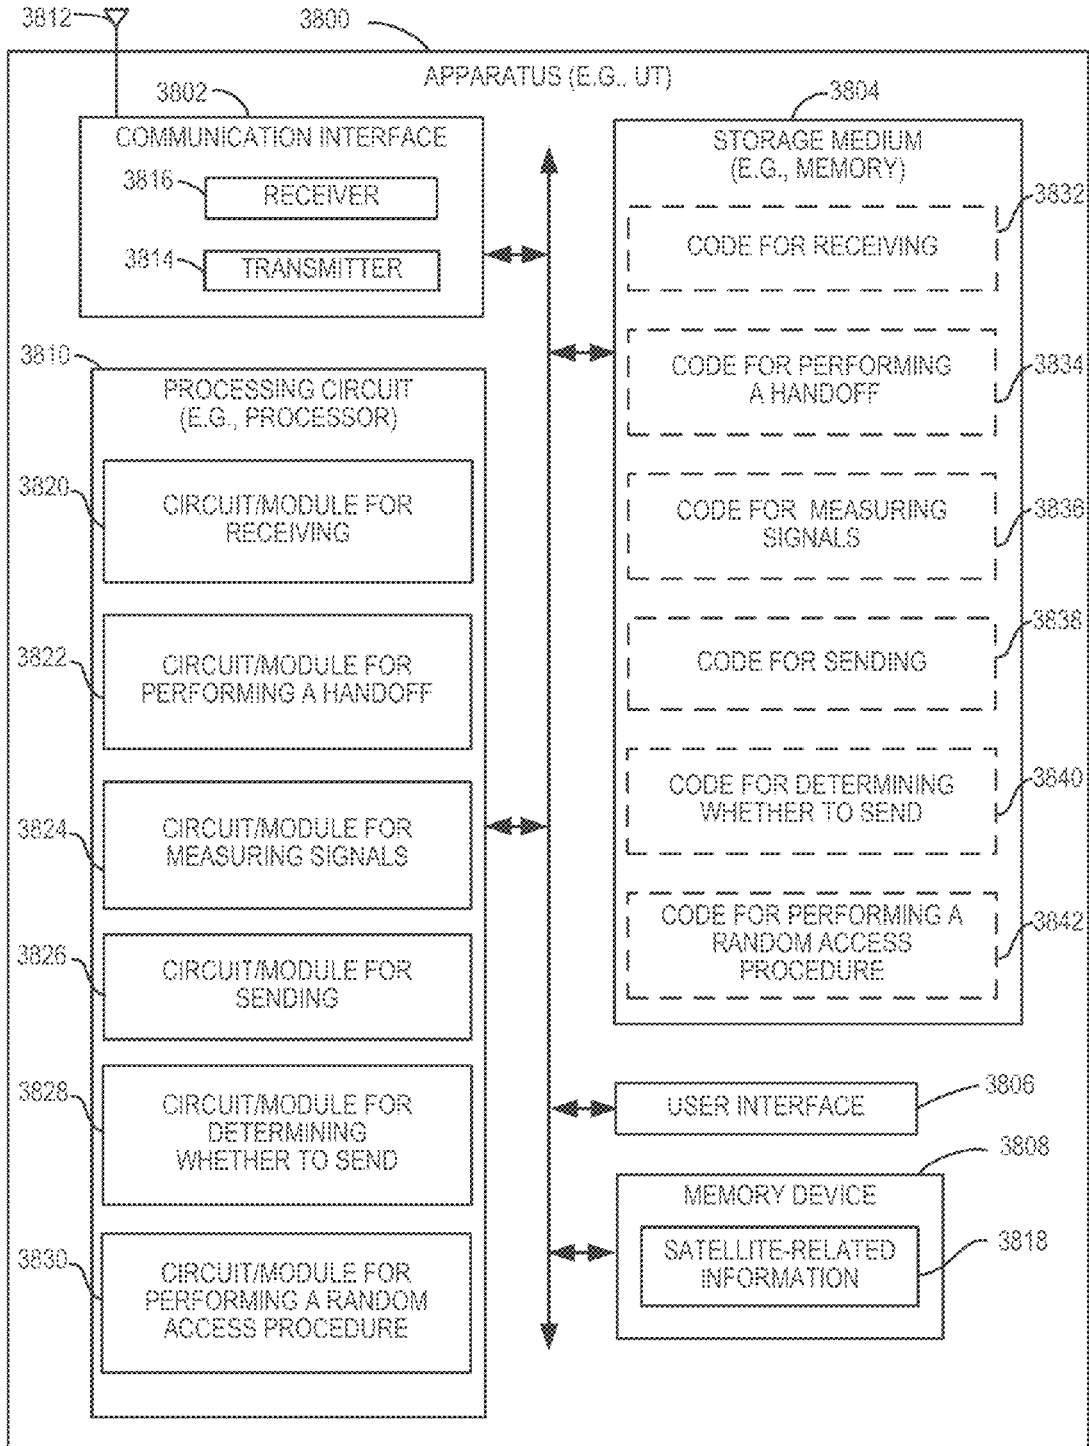 3812
3800
APPARATUS (E.G., UT)
3802
COMMUNICATION INTERFACE
3816
RECEIVER
3814
TRANSMITTER
3804
STORAGE MEDIUM
(E.G., MEMORY)
3832
CODE FOR RECEIVING
CODE FOR PERFORMING
A HANDOFF
3834
CODE FOR MEASURING
SIGNALS
3836
3838
CODE FOR SENDING
CODE FOR DETERMINING
WHETHER TO SEND
3840
CODE FOR PERFORMING A
RANDOM ACCESS
PROCEDURE
3842
3810
PROCESSING CIRCUIT
(E.G., PROCESSOR)
3820
CIRCUIT/MODULE FOR
RECEIVING
3822
CIRCUIT/MODULE FOR
PERFORMING A HANDOFF
3824
CIRCUIT/MODULE FOR
MEASURING SIGNALS
3826
CIRCUIT/MODULE FOR
SENDING
3828
CIRCUIT/MODULE FOR
DETERMINING
WHETHER TO SEND
3830
CIRCUIT/MODULE FOR
PERFORMING A RANDOM
ACCESS PROCEDURE
USER INTERFACE
3806
3808
MEMORY DEVICE
SATELLITE-RELATED
INFORMATION
3818